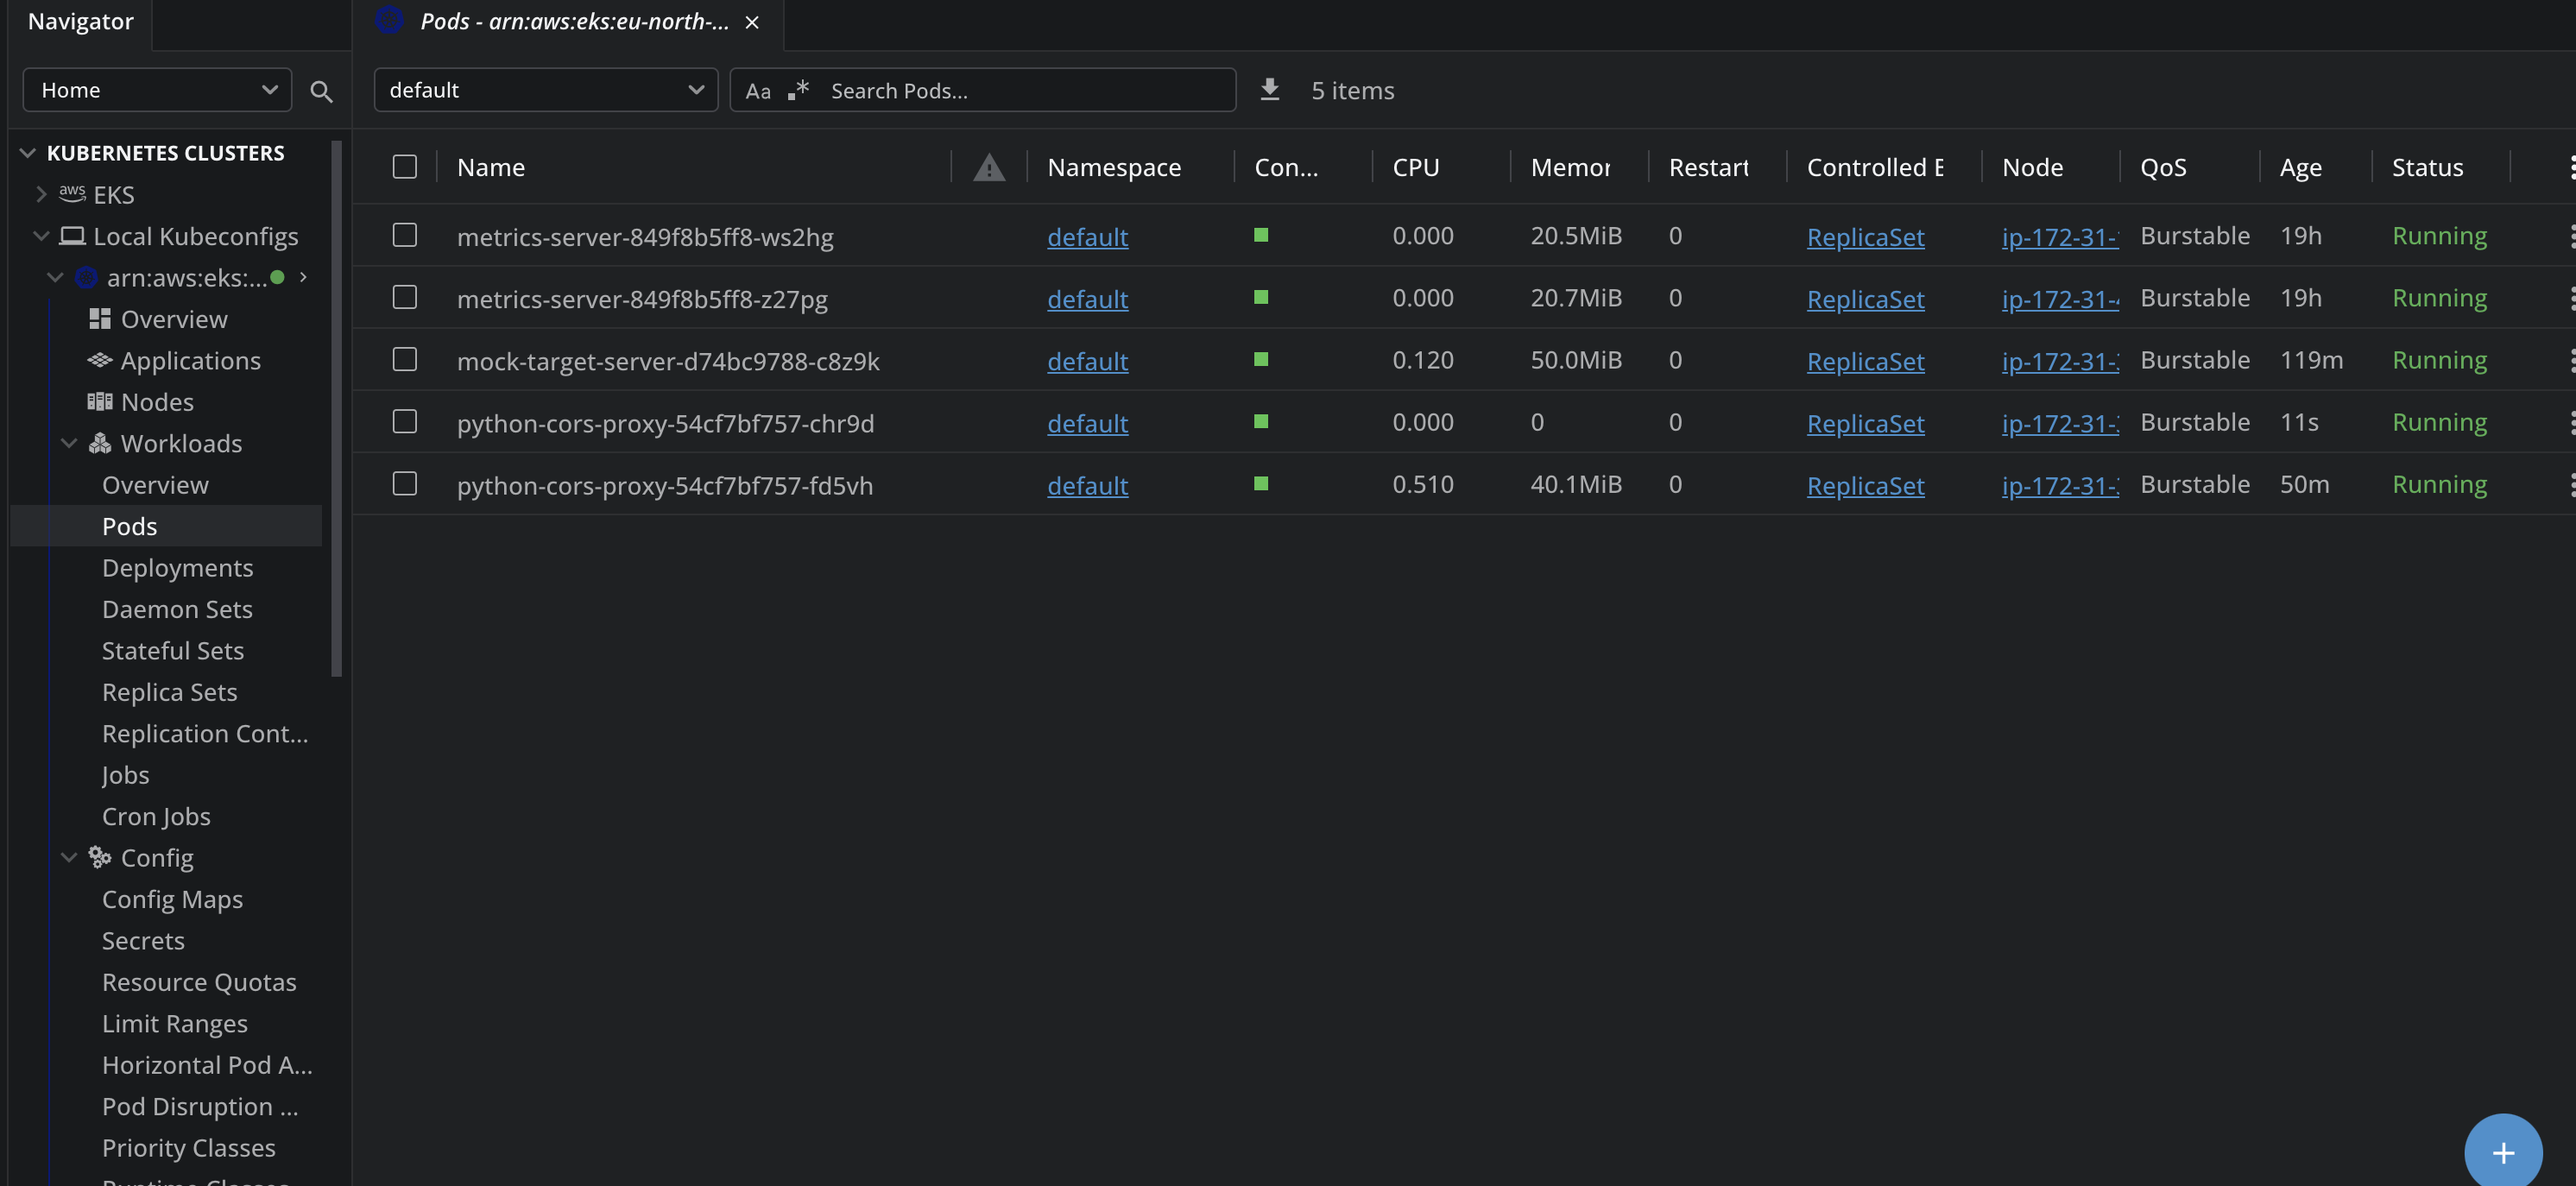 Navigator
Pods - arn:aws:eks:eu-north-...
Home
default
Aa .* Search Pods...
5 items
KUBERNETES CLUSTERS
aws EKS
Local Kubeconfigs
arn:aws:eks:...
Overview
Applications
Nodes
Workloads
Overview
Pods
Deployments
Daemon Sets
Stateful Sets
Replica Sets
Replication Cont...
Jobs
Cron Jobs
Config
Config Maps
Secrets
Resource Quotas
Limit Ranges
Horizontal Pod A...
Pod Disruption ...
Priority Classes
Name Namespace Con... CPU Memor Restart Controlled Node QoS Age Status
metrics-server-849f8b5ff8-ws2hg default 0.000 20.5MiB 0 ReplicaSet ip-172-31- Burstable 19h Running
metrics-server-849f8b5ff8-z27pg default 0.000 20.7MiB 0 ReplicaSet ip-172-31- Burstable 19h Running
mock-target-server-d74bc9788-c8z9k default 0.120 50.0MiB 0 ReplicaSet ip-172-31- Burstable 119m Running
python-cors-proxy-54cf7bf757-chr9d default 0.000 0 0 ReplicaSet ip-172-31- Burstable 11s Running
python-cors-proxy-54cf7bf757-fd5vh default 0.510 40.1MiB 0 ReplicaSet ip-172-31- Burstable 50m Running